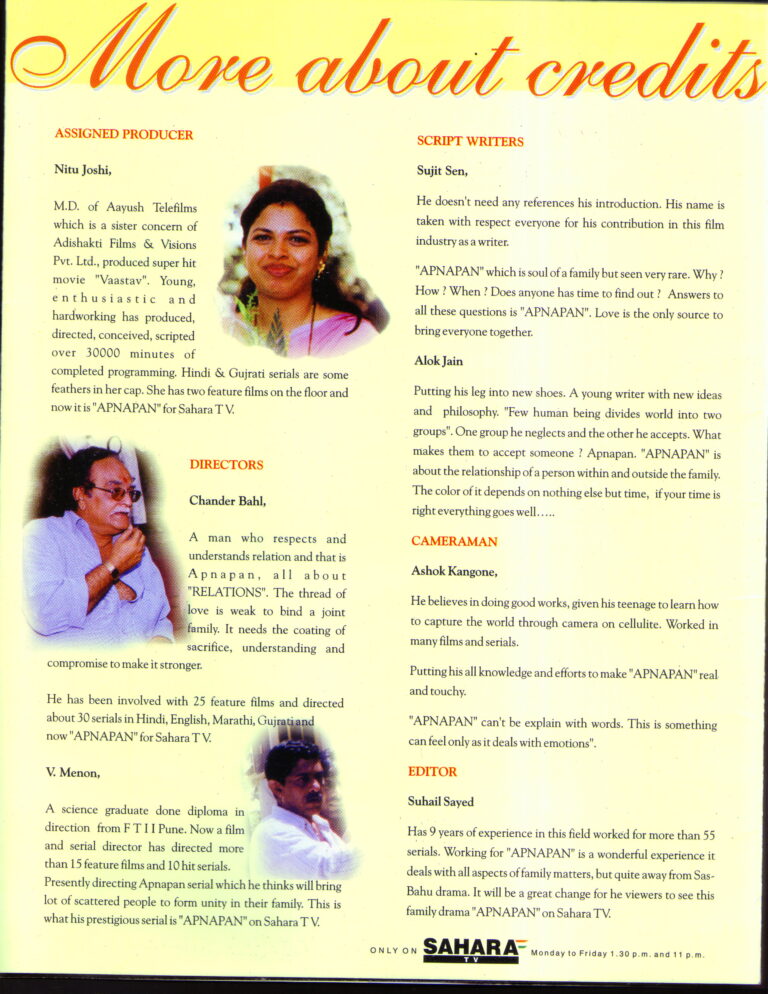 More about credits
ASSIGNED PRODUCER
Nitu Joshi,
M.D. of Aayush Telefilms
which is a sister concern of
Adishakti Films & Visions
Pvt. Ltd., produced super hit
movie "Vaastav". Young,
enthusiastic and
hardworking has produced,
directed, conceived, scripted
over 30000 minutes of
completed programming. Hindi & Gujrati serials are some
feathers in her cap. She has two feature films on the floor and
now it is "APNAPAN" for Sahara T V.
DIRECTORS
Chander Bahl,
A man who respects and
understands relation and that is
Apnapan, all about
"RELATIONS". The thread of
love is weak to bind a joint
family. It needs the coating of
sacrifice, understanding and
compromise to make it stronger.
He has been involved with 25 feature films and directed
about 30 serials in Hindi, English, Marathi, Gujrati and
now "APNAPAN" for Sahara T V.
V. Menon,
A science graduate done diploma in
direction from F T I I Pune. Now a film
and serial director has directed more
than 15 feature films and 10 hit serials.
Presently directing Apnapan serial which he thinks will bring
lot of scattered people to form unity in their family. This is
what his prestigious serial is "APNAPAN" on Sahara T V.
SCRIPT WRITERS
Sujit Sen,
He doesn't need any references his introduction. His name is
taken with respect everyone for his contribution in this film
industry as a writer.
"APNAPAN" which is soul of a family but seen very rare. Why ?
How ? When ? Does anyone has time to find out ? Answers to
all these questions is "APNAPAN". Love is the only source to
bring everyone together.
Alok Jain
Putting his leg into new shoes. A young writer with new ideas
and philosophy. "Few human being divides world into two
groups". One group he neglects and the other he accepts. What
makes them to accept someone ? Apnapan. "APNAPAN" is
about the relationship of a person within and outside the family.
The color of it depends on nothing else but time, if your time is
right everything goes well.....
CAMERAMAN
Ashok Kangone,
He believes in doing good works, given his teenage to learn how
to capture the world through camera on cellulite. Worked in
many films and serials.
Putting his all knowledge and efforts to make "APNAPAN" real
and touchy.
"APNAPAN" can't be explain with words. This is something
can feel only as it deals with emotions".
EDITOR
Suhail Sayed
Has 9 years of experience in this field worked for more than 55
serials. Working for "APNAPAN" is a wonderful experience it
deals with all aspects of family matters, but quite away from Sas-
Bahu drama. It will be a great change for he viewers to see this
family drama "APNAPAN" on Sahara TV.
ONLY ON SAHARA TV Monday to Friday 1.30 p.m. and 11 p.m.